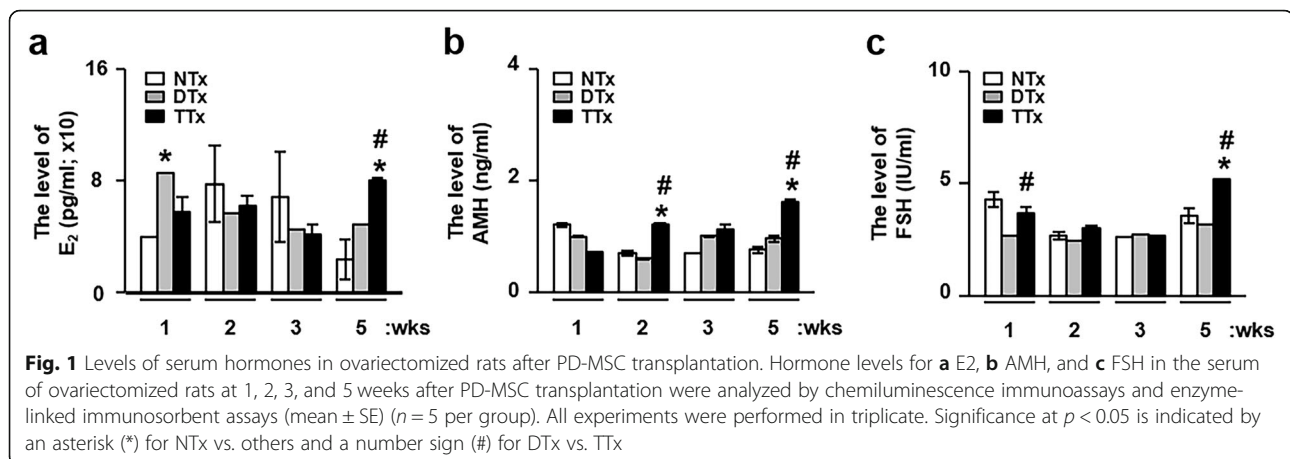 a
16
8
0
The level of
E2 (pg/ml; x10)
NTx
DTx
TTx
*
#
*
1 2 3 5 :wks
b
4
2
0
The level of
AMH (ng/ml)
NTx
DTx
TTx
#
*
#
*
1 2 3 5 :wks
c
10
5
0
The level of
FSH (IU/ml)
NTx
DTx
TTx
#
#
*
1 2 3 5 :wks
Fig. 1 Levels of serum hormones in ovariectomized rats after PD-MSC transplantation. Hormone levels for a E2, b AMH, and c FSH in the serum
of ovariectomized rats at 1, 2, 3, and 5 weeks after PD-MSC transplantation were analyzed by chemiluminescence immunoassays and enzyme-
linked immunosorbent assays (mean ± SE) (n = 5 per group). All experiments were performed in triplicate. Significance at p < 0.05 is indicated by
an asterisk (*) for NTx vs. others and a number sign (#) for DTx vs. TTx